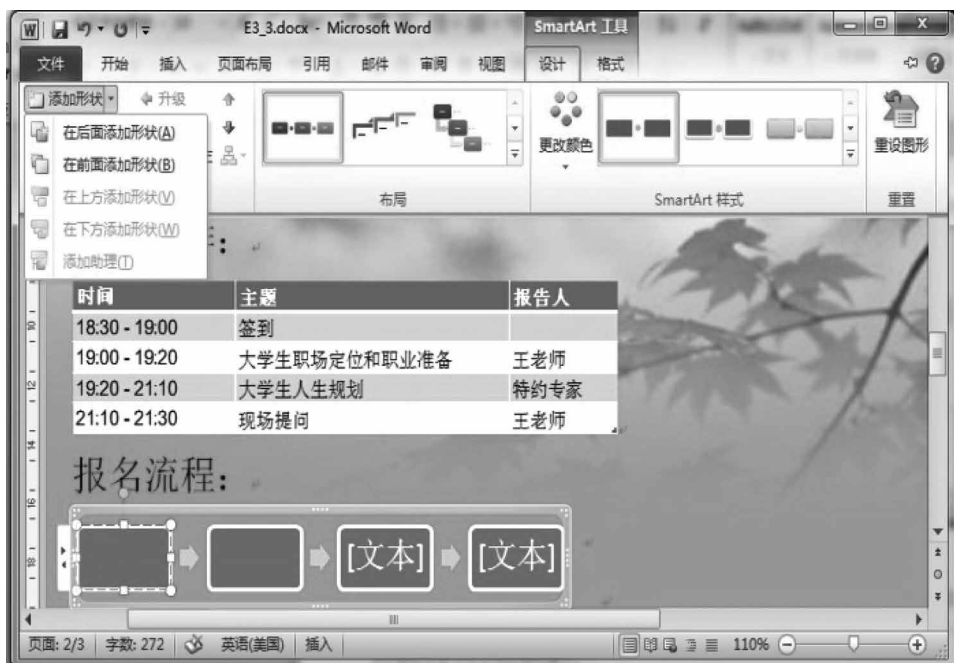 E3_3.docx - Microsoft Word
SmartArt 工具
文件 开始 插入 页面布局 引用 邮件 审阅 视图 设计 格式
添加形状 升级
在后面添加形状(A)
在前面添加形状(B)
在上方添加形状(V)
在下方添加形状(W)
添加助理(T)
更改颜色
重设图形
布局 SmartArt 样式 重置
时间 主题 报告人
18:30 - 19:00 签到
19:00 - 19:20 大学生职场定位和职业准备 王老师
19:20 - 21:10 大学生人生规划 特约专家
21:10 - 21:30 现场提问 王老师
报名流程:
[文本] [文本]
10
12
14
16
18
页面: 2/3 字数: 272 英语(美国) 插入 110%